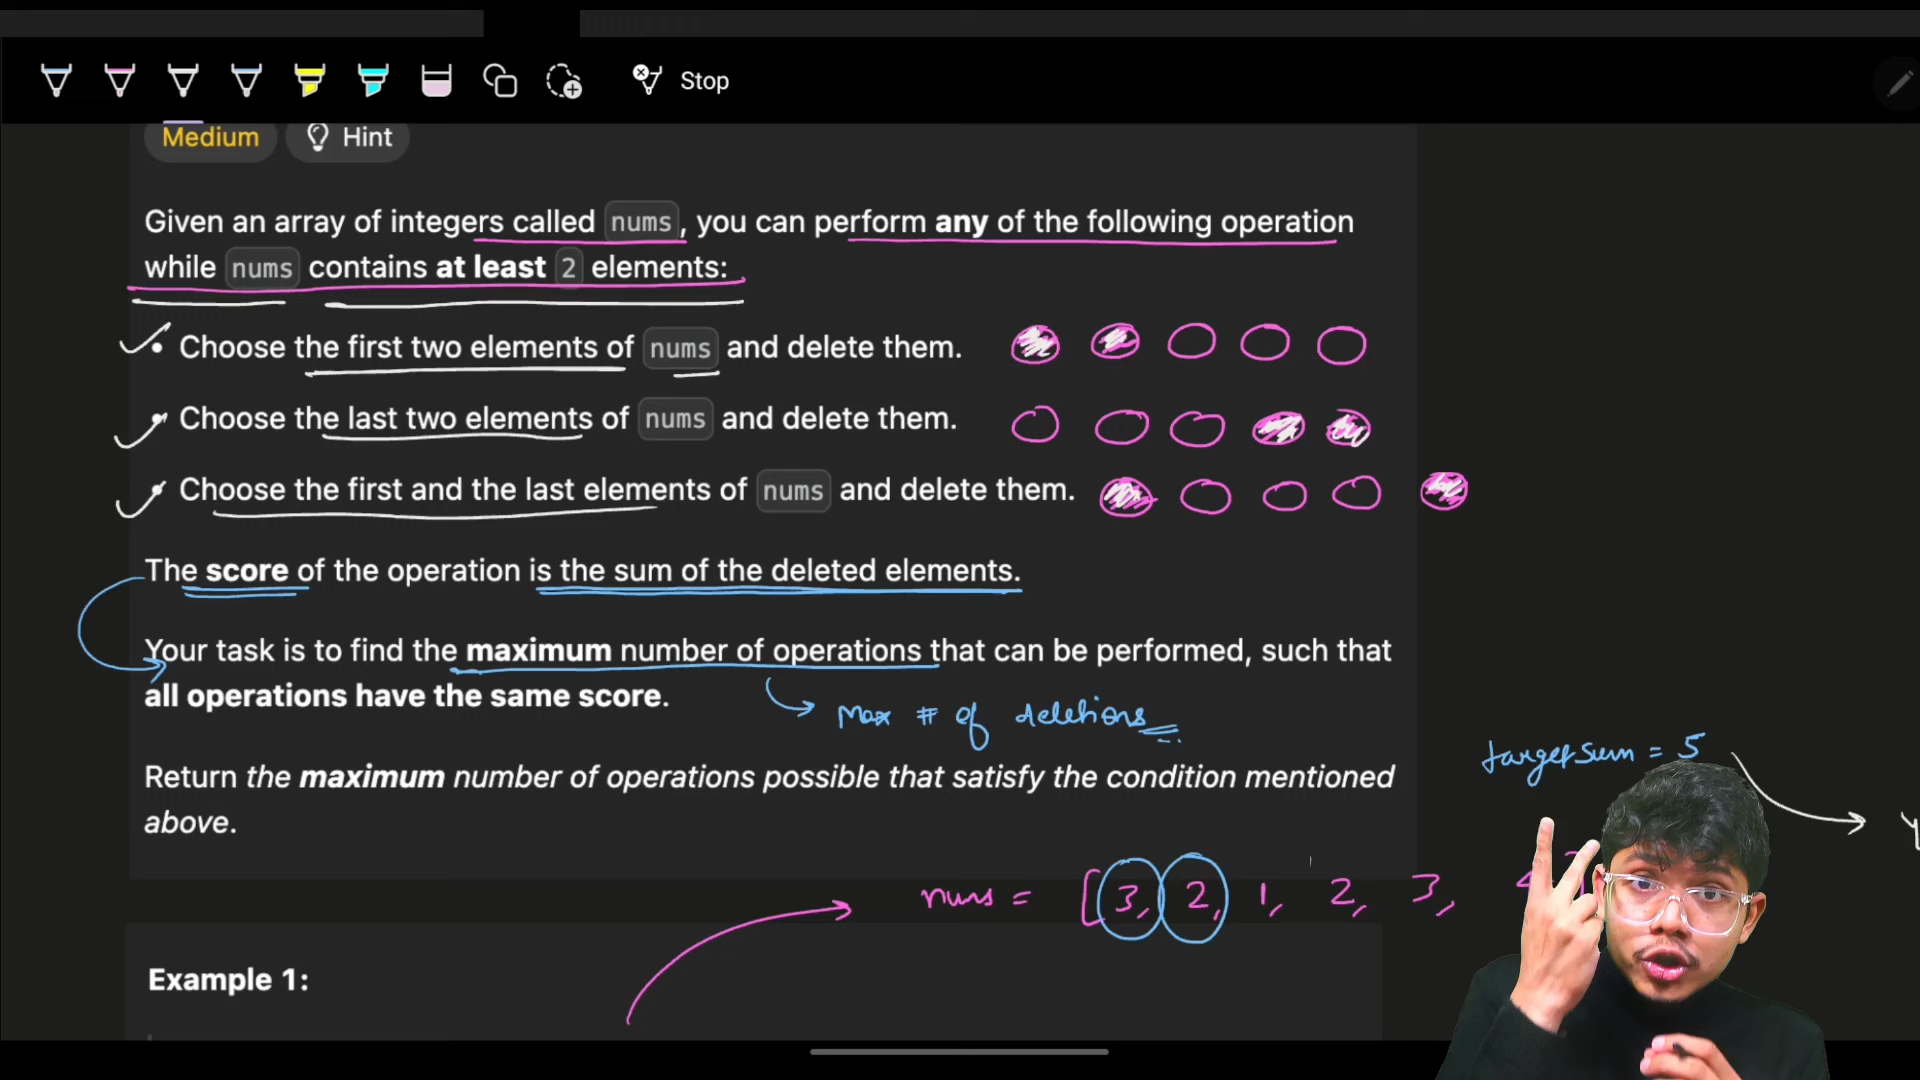 Stop
Medium
Hint
Given an array of integers called nums, you can perform any of the following operation
while nums contains at least 2 elements:
• Choose the first two elements of nums and delete them.
• Choose the last two elements of nums and delete them.
• Choose the first and the last elements of nums and delete them.
The score of the operation is the sum of the deleted elements.
Your task is to find the maximum number of operations that can be performed, such that
all operations have the same score.
Max # of deletions
targetsum = 5
Return the maximum number of operations possible that satisfy the condition mentioned
above.
nums = [3, 2, 1, 2, 3,
Example 1: